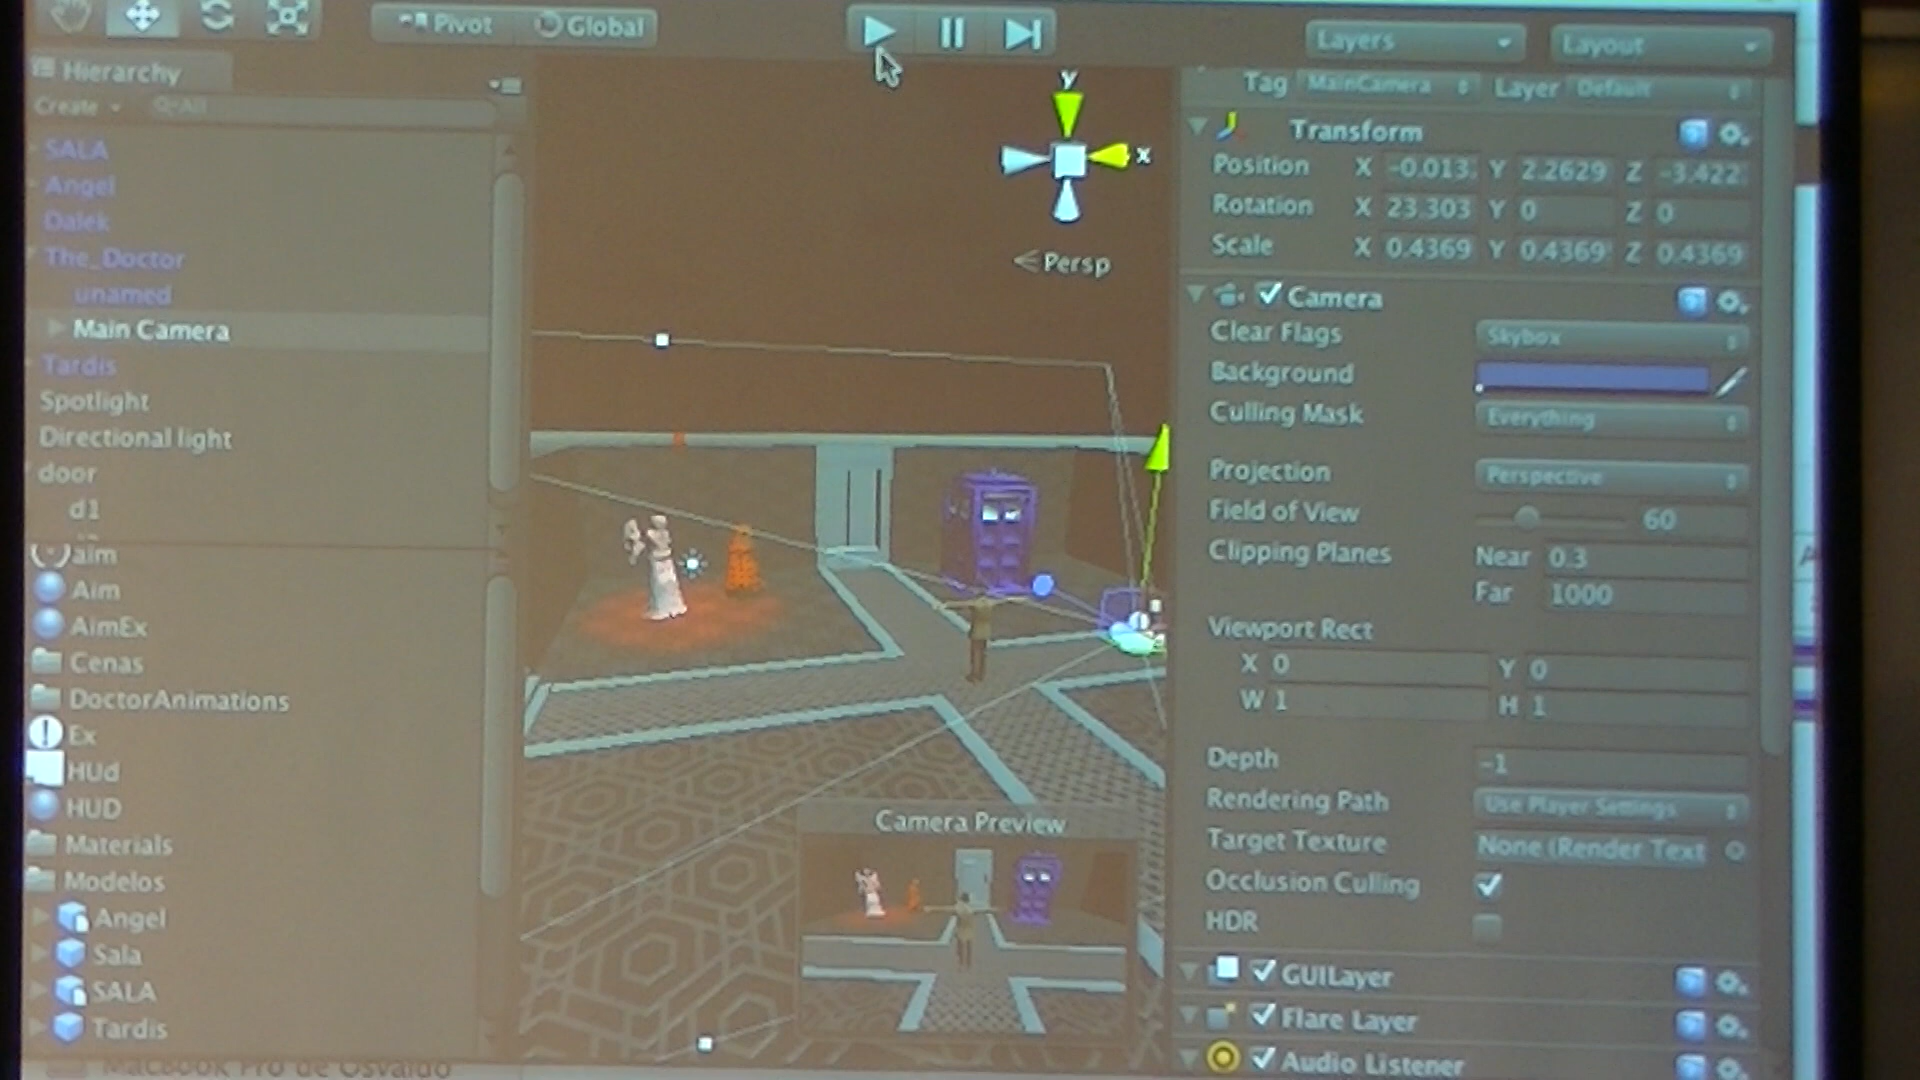 Pivot Global
Layers Layout
Hierarchy
Create All
SALA
Angel
Dalek
The_Doctor
unamed
Main Camera
Tardis
Spotlight
Directional light
door
d1
aim
Aim
AimEx
Cenas
DoctorAnimations
Ex
HUd
HUD
Materials
Modelos
Angel
Sala
SALA
Tardis
MacBook Pro de Osvaldo
y
x
Persp
Camera Preview
Tag MainCamera Layer Default
Transform
Position X -0.013 Y 2.2629 Z -3.422
Rotation X 23.303 Y 0 Z 0
Scale X 0.4369 Y 0.4369 Z 0.4369
Camera
Clear Flags Skybox
Background
Culling Mask Everything
Projection Perspective
Field of View 60
Clipping Planes Near 0.3
Far 1000
Viewport Rect
X 0 Y 0
W 1 H 1
Depth -1
Rendering Path Use Player Settings
Target Texture None (Render Text
Occlusion Culling
HDR
GUILayer
Flare Layer
Audio Listener